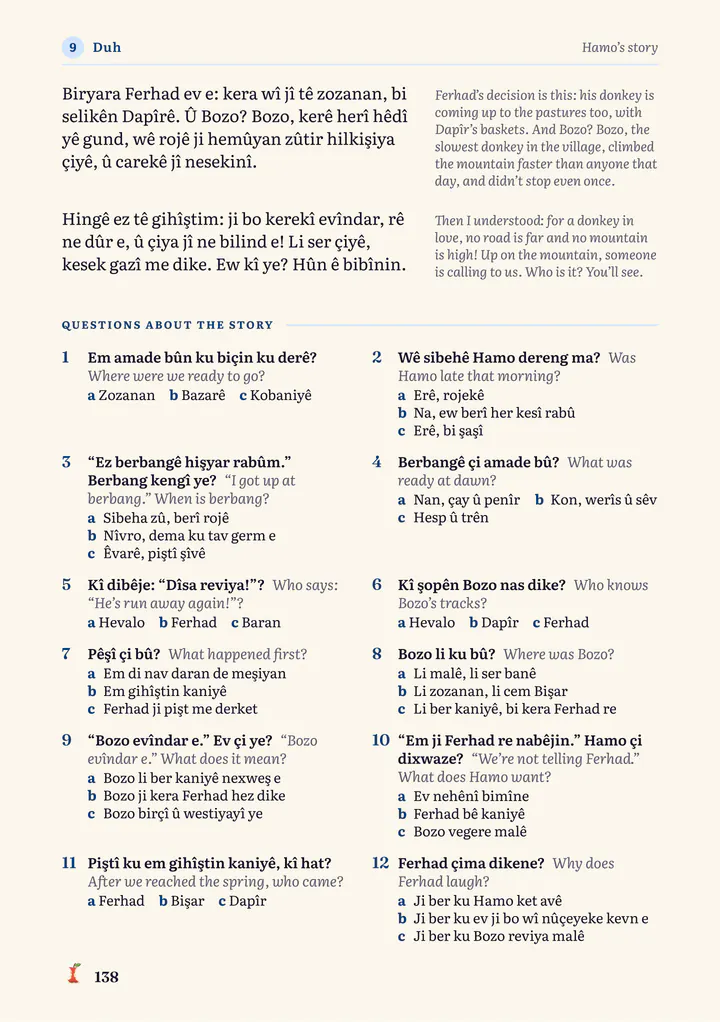 9 Duh
Hamo's story
Biryara Ferhad ev e: kera wî jî tê zozanan, bi
selikên Dapîrê. Û Bozo? Bozo, kerê herî hêdî
yê gund, wê rojê ji hemûyan zûtir hilkişiya
çiyê, û carekê jî nesekinî.
Ferhad's decision is this: his donkey is
coming up to the pastures too, with
Dapîr's baskets. And Bozo? Bozo, the
slowest donkey in the village, climbed
the mountain faster than anyone that
day, and didn't stop even once.
Hingê ez tê gihîştim: ji bo kerekî evîndar, rê
ne dûr e, û çiya jî ne bilind e! Li ser çiyê,
kesek gazî me dike. Ew kî ye? Hûn ê bibînin.
Then I understood: for a donkey in
love, no road is far and no mountain
is high! Up on the mountain, someone
is calling to us. Who is it? You'll see.
QUESTIONS ABOUT THE STORY
1 Em amade bûn ku biçin ku derê?
Where were we ready to go?
a Zozanan b Bazarê c Kobaniyê
2 Wê sibehê Hamo dereng ma? Was
Hamo late that morning?
a Erê, rojekê
b Na, ew berî her kesî rabû
c Erê, bi şaşî
3 “Ez berbangê hişyar rabûm.”
Berbang kengî ye? “I got up at
berbang.” When is berbang?
a Sibeha zû, berî rojê
b Nîvro, dema ku tav germ e
c Êvarê, piştî şîvê
4 Berbangê çi amade bû? What was
ready at dawn?
a Nan, çay û penîr b Kon, werîs û sêv
c Hesp û trên
5 Kî dibêje: “Dîsa reviya!”? Who says:
“He's run away again!”?
a Hevalo b Ferhad c Baran
6 Kî şopên Bozo nas dike? Who knows
Bozo's tracks?
a Hevalo b Dapîr c Ferhad
7 Pêşî çi bû? What happened first?
a Em di nav daran de meşiyan
b Em gihîştin kaniyê
c Ferhad ji pişt me derket
8 Bozo li ku bû? Where was Bozo?
a Li malê, li ser banê
b Li zozanan, li cem Bişar
c Li ber kaniyê, bi kera Ferhad re
9 “Bozo evîndar e.” Ev çi ye? “Bozo
evîndar e.” What does it mean?
a Bozo li ber kaniyê nexweş e
b Bozo ji kera Ferhad hez dike
c Bozo birçî û westiyayî ye
10 “Em ji Ferhad re nabêjin.” Hamo çi
dixwaze? “We're not telling Ferhad.”
What does Hamo want?
a Ev nehênî bimîne
b Ferhad bê kaniyê
c Bozo vegere malê
11 Piştî ku em gihîştin kaniyê, kî hat?
After we reached the spring, who came?
a Ferhad b Bişar c Dapîr
12 Ferhad çima dikene? Why does
Ferhad laugh?
a Ji ber ku Hamo ket avê
b Ji ber ku ev ji bo wî nûçeyeke kevn e
c Ji ber ku Bozo reviya malê
138